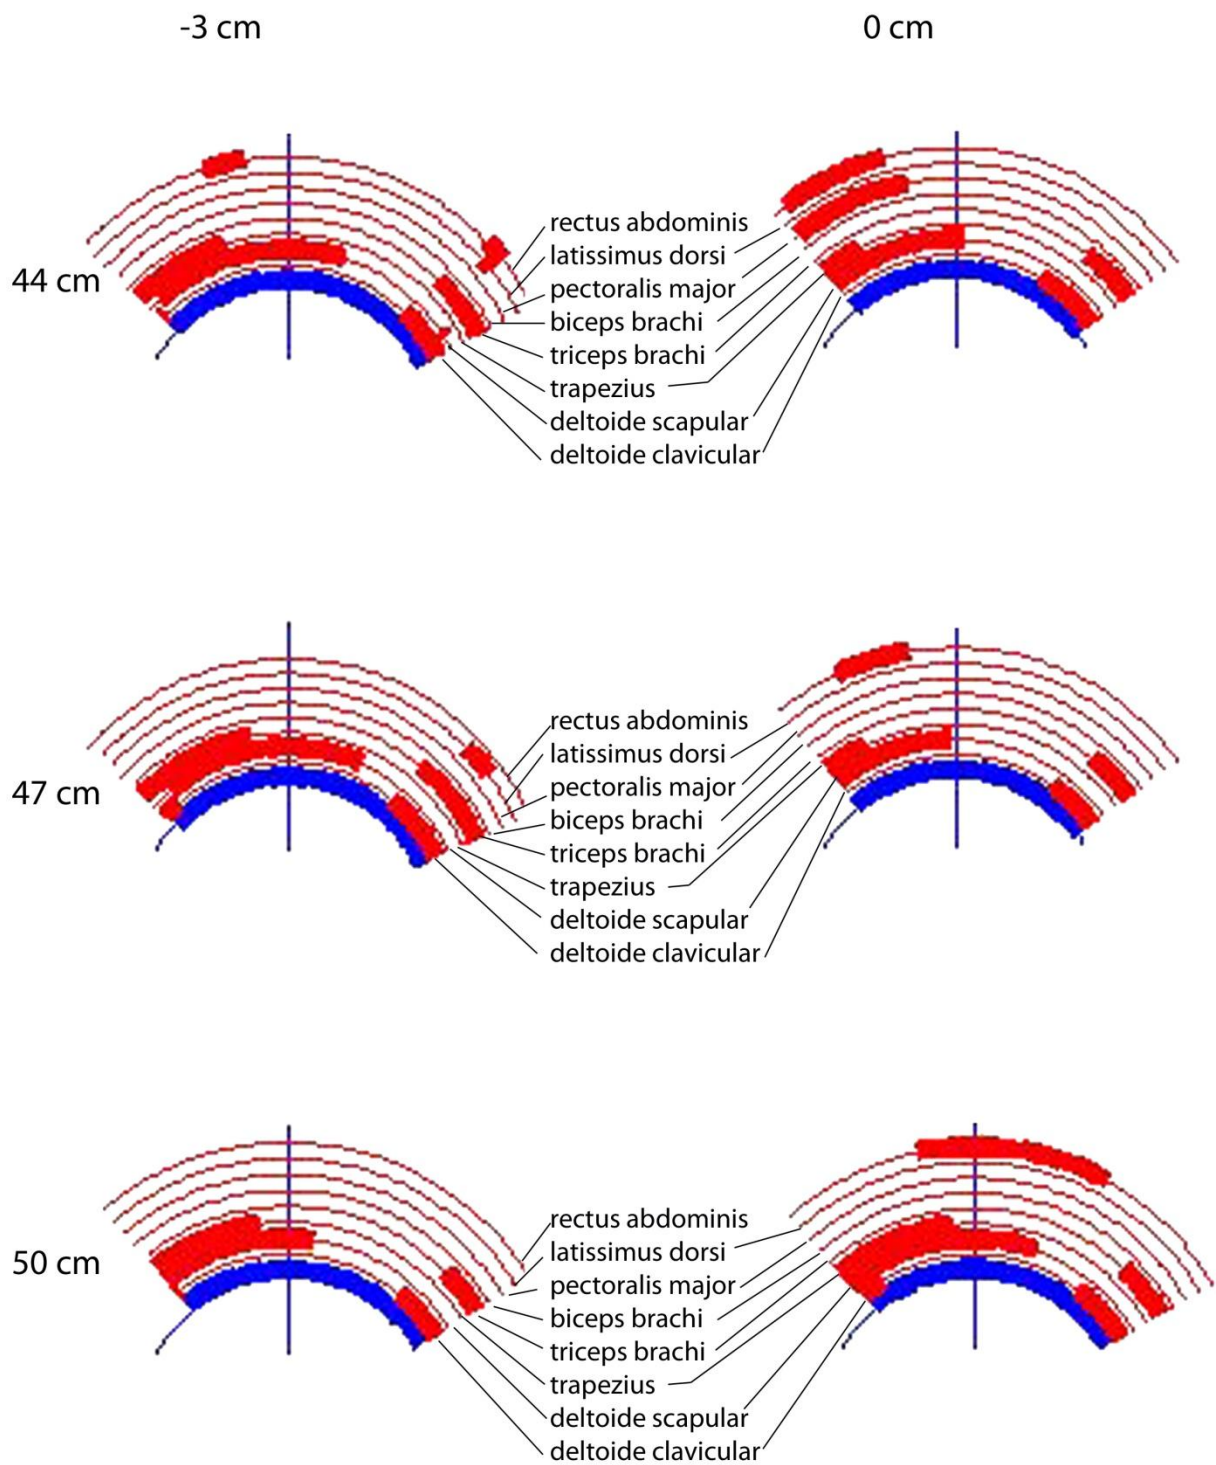 -3 cm
0 cm
44 cm
rectus abdominis
latissimus dorsi
pectoralis major
biceps brachi
triceps brachi
trapezius
deltoide scapular
deltoide clavicular
47 cm
rectus abdominis
latissimus dorsi
pectoralis major
biceps brachi
triceps brachi
trapezius
deltoide scapular
deltoide clavicular
50 cm
rectus abdominis
latissimus dorsi
pectoralis major
biceps brachi
triceps brachi
trapezius
deltoide scapular
deltoide clavicular